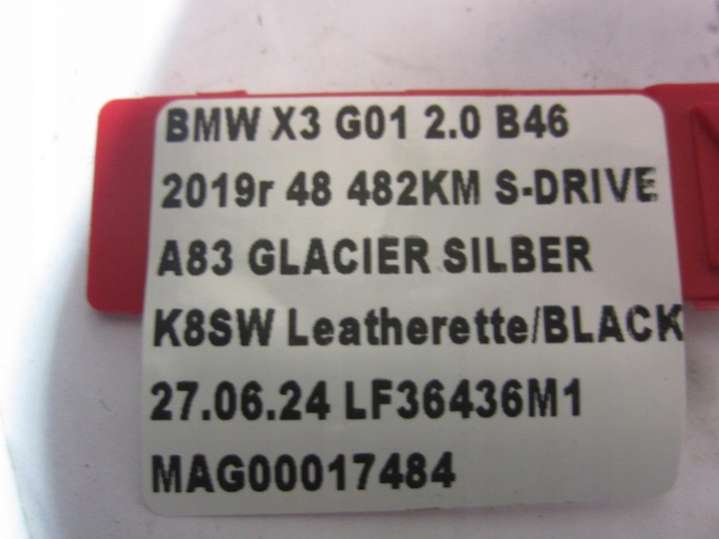 BMW X3 G01 2.0 B46
2019r 48 482KM S-DRIVE
A83 GLACIER SILBER
K8SW Leatherette/BLACK
27.06.24 LF36436M1
MAG00017484